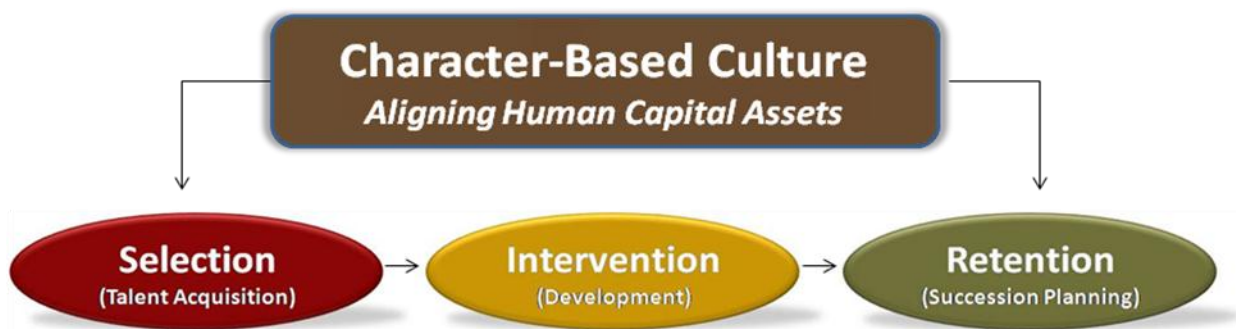 Character-Based Culture
Aligning Human Capital Assets
Selection
(Talent Acquisition)
Intervention
(Development)
Retention
(Succession Planning)